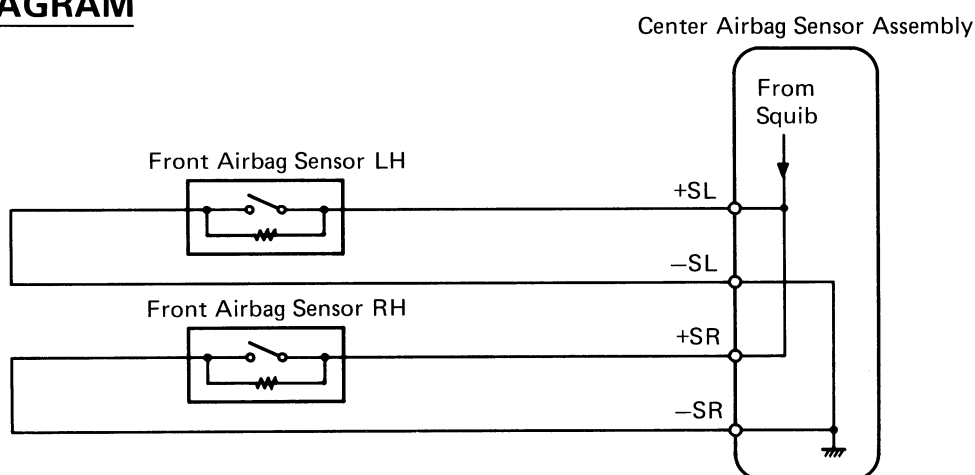 AGRAM
Center Airbag Sensor Assembly
From
Squib
Front Airbag Sensor LH
+SL
−SL
Front Airbag Sensor RH
+SR
−SR